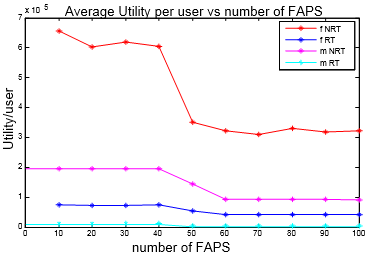 Average Utility per user vs number of FAPS
7 x 10 5
6
5
4
3
2
1
0
Utility/user
0 10 20 30 40 50 60 70 80 90 100
number of FAPS
f NRT
f RT
m NRT
m RT